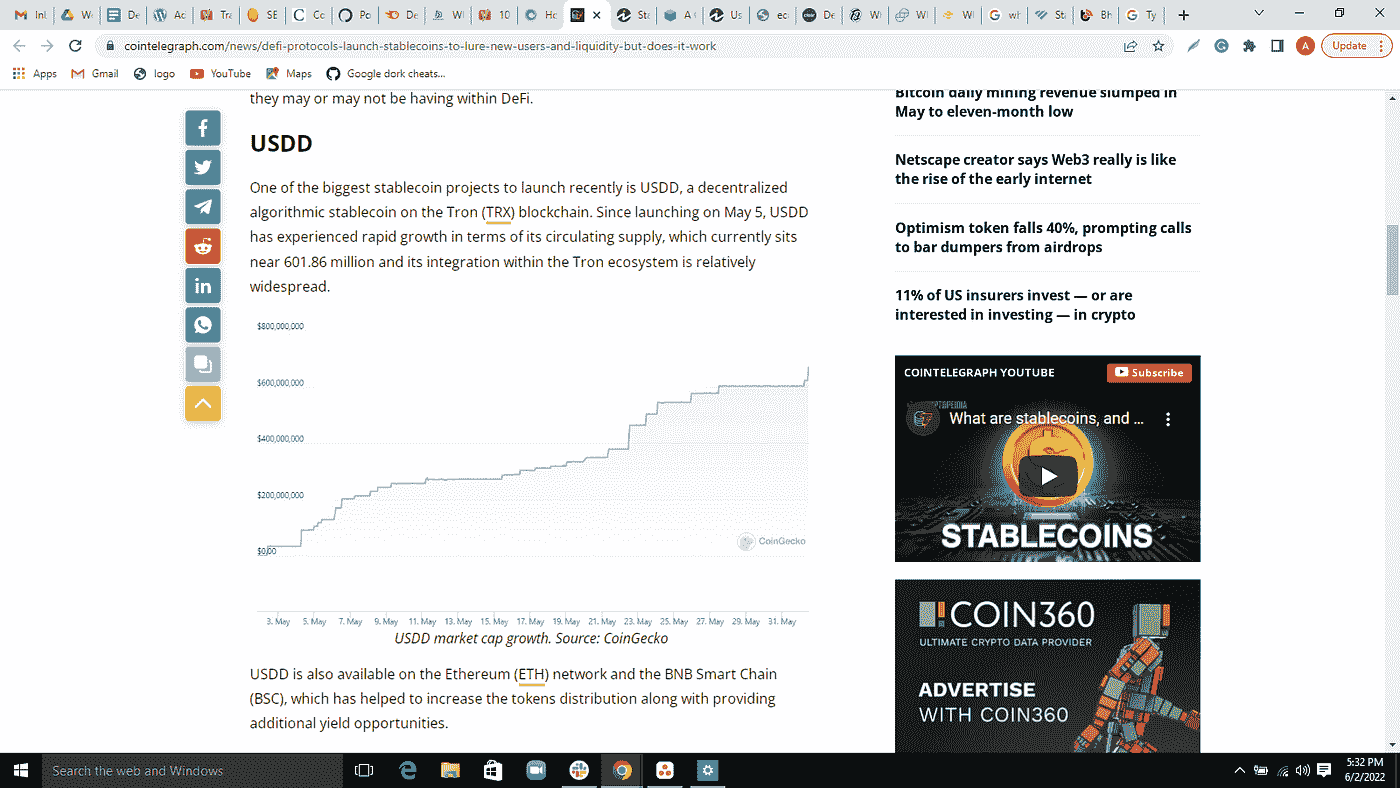 Inl
We
De
Ac
Tra
SE
Co
Po
De
Wl
10
Ho
Sta
A (
Us
ec
De
W
Wl
Wl
wh
Sta
Bh
Ty
cointelegraph.com/news/defi-protocols-launch-stablecoins-to-lure-new-users-and-liquidity-but-does-it-work
A
Update
Apps
Gmail
logo
YouTube
Maps
Google dork cheats...
they may or may not be having within DeFi.
USDD
One of the biggest stablecoin projects to launch recently is USDD, a decentralized
algorithmic stablecoin on the Tron (TRX) blockchain. Since launching on May 5, USDD
has experienced rapid growth in terms of its circulating supply, which currently sits
near 601.86 million and its integration within the Tron ecosystem is relatively
widespread.
$800,000,000
$600,000,000
$400,000,000
$200,000,000
$0.00
CoinGecko
3. May 5. May 7. May 9. May 11. May 13. May 15. May 17. May 19. May 21. May 23. May 25. May 27. May 29. May 31. May
USDD market cap growth. Source: CoinGecko
USDD is also available on the Ethereum (ETH) network and the BNB Smart Chain
(BSC), which has helped to increase the tokens distribution along with providing
additional yield opportunities.
Bitcoin daily mining revenue slumped in
May to eleven-month low
Netscape creator says Web3 really is like
the rise of the early internet
Optimism token falls 40%, prompting calls
to bar dumpers from airdrops
11% of US insurers invest — or are
interested in investing — in crypto
COINTELEGRAPH YOUTUBE
Subscribe
What are stablecoins, and ...
STABLECOINS
COIN360
ULTIMATE CRYPTO DATA PROVIDER
ADVERTISE
WITH COIN360
Search the web and Windows
5:32 PM
6/2/2022